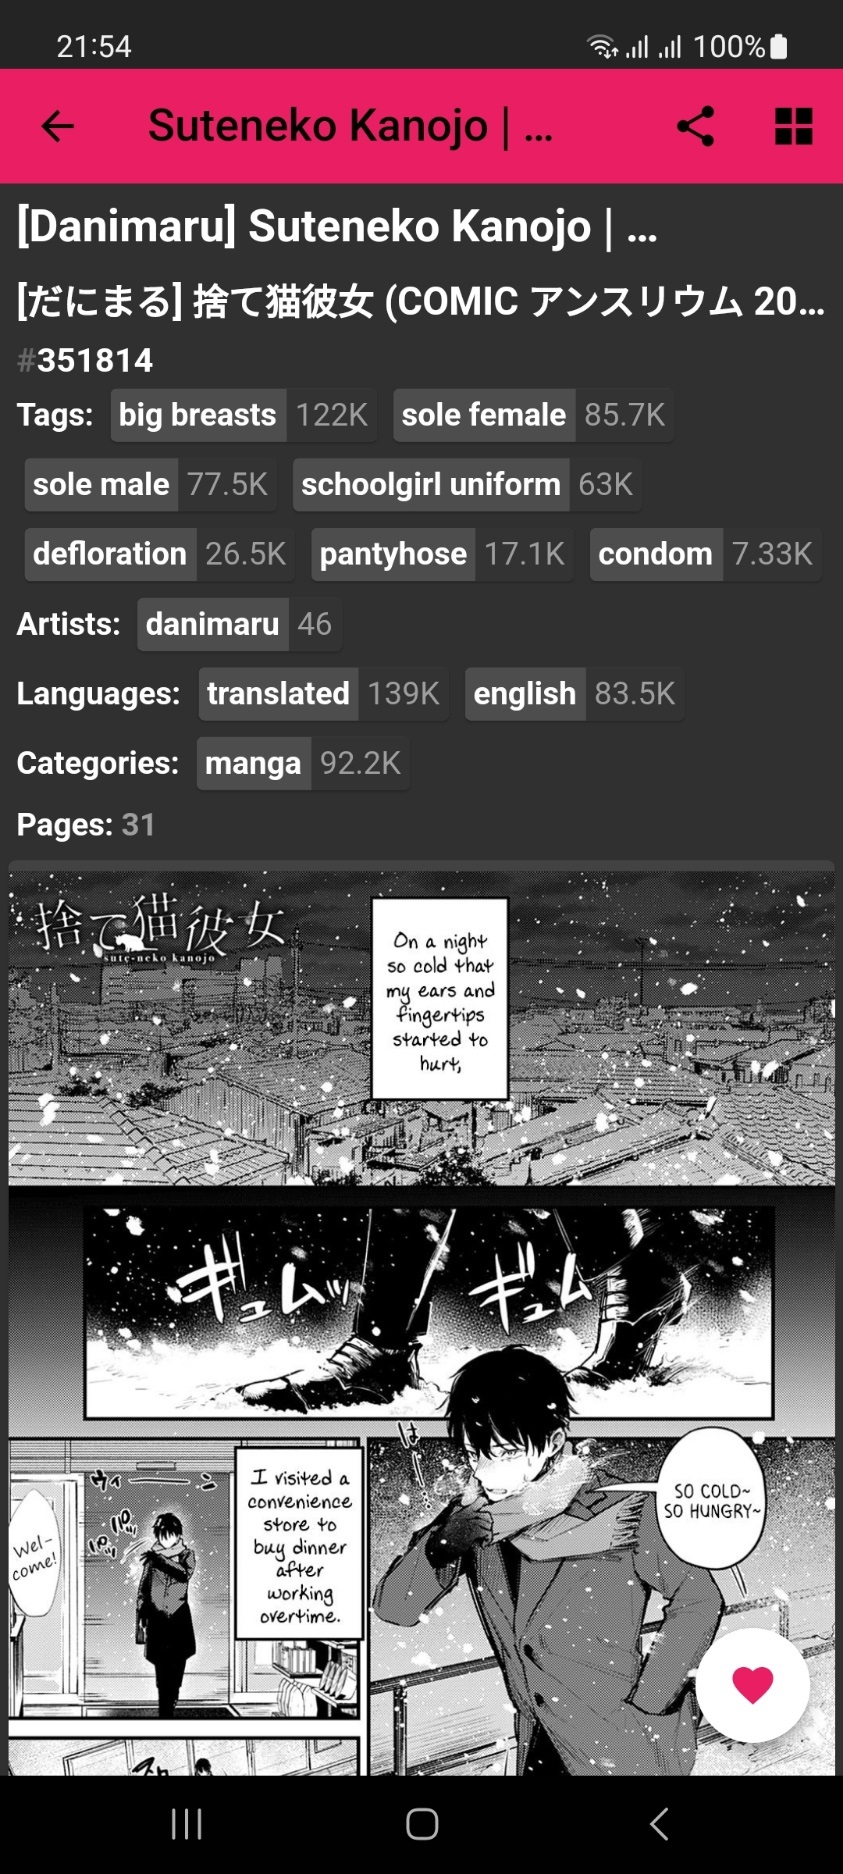 21:54 100%
Suteneko Kanojo | ...
[Danimaru] Suteneko Kanojo | ...
[だにまる] 捨て猫彼女 (COMIC アンスリウム 20...
#351814
Tags: big breasts 122K sole female 85.7K
sole male 77.5K schoolgirl uniform 63K
defloration 26.5K pantyhose 17.1K condom 7.33K
Artists: danimaru 46
Languages: translated 139K english 83.5K
Categories: manga 92.2K
Pages: 31
捨て猫彼女
sute-neko kanojo
On a night
so cold that
my ears and
fingertips
started to
hurt,
ギュムッ
ギュム
は
SO COLD~
SO HUNGRY~
ウィーン
Wel-
come!
I visited a
convenience
store to
buy dinner
after
working
overtime.